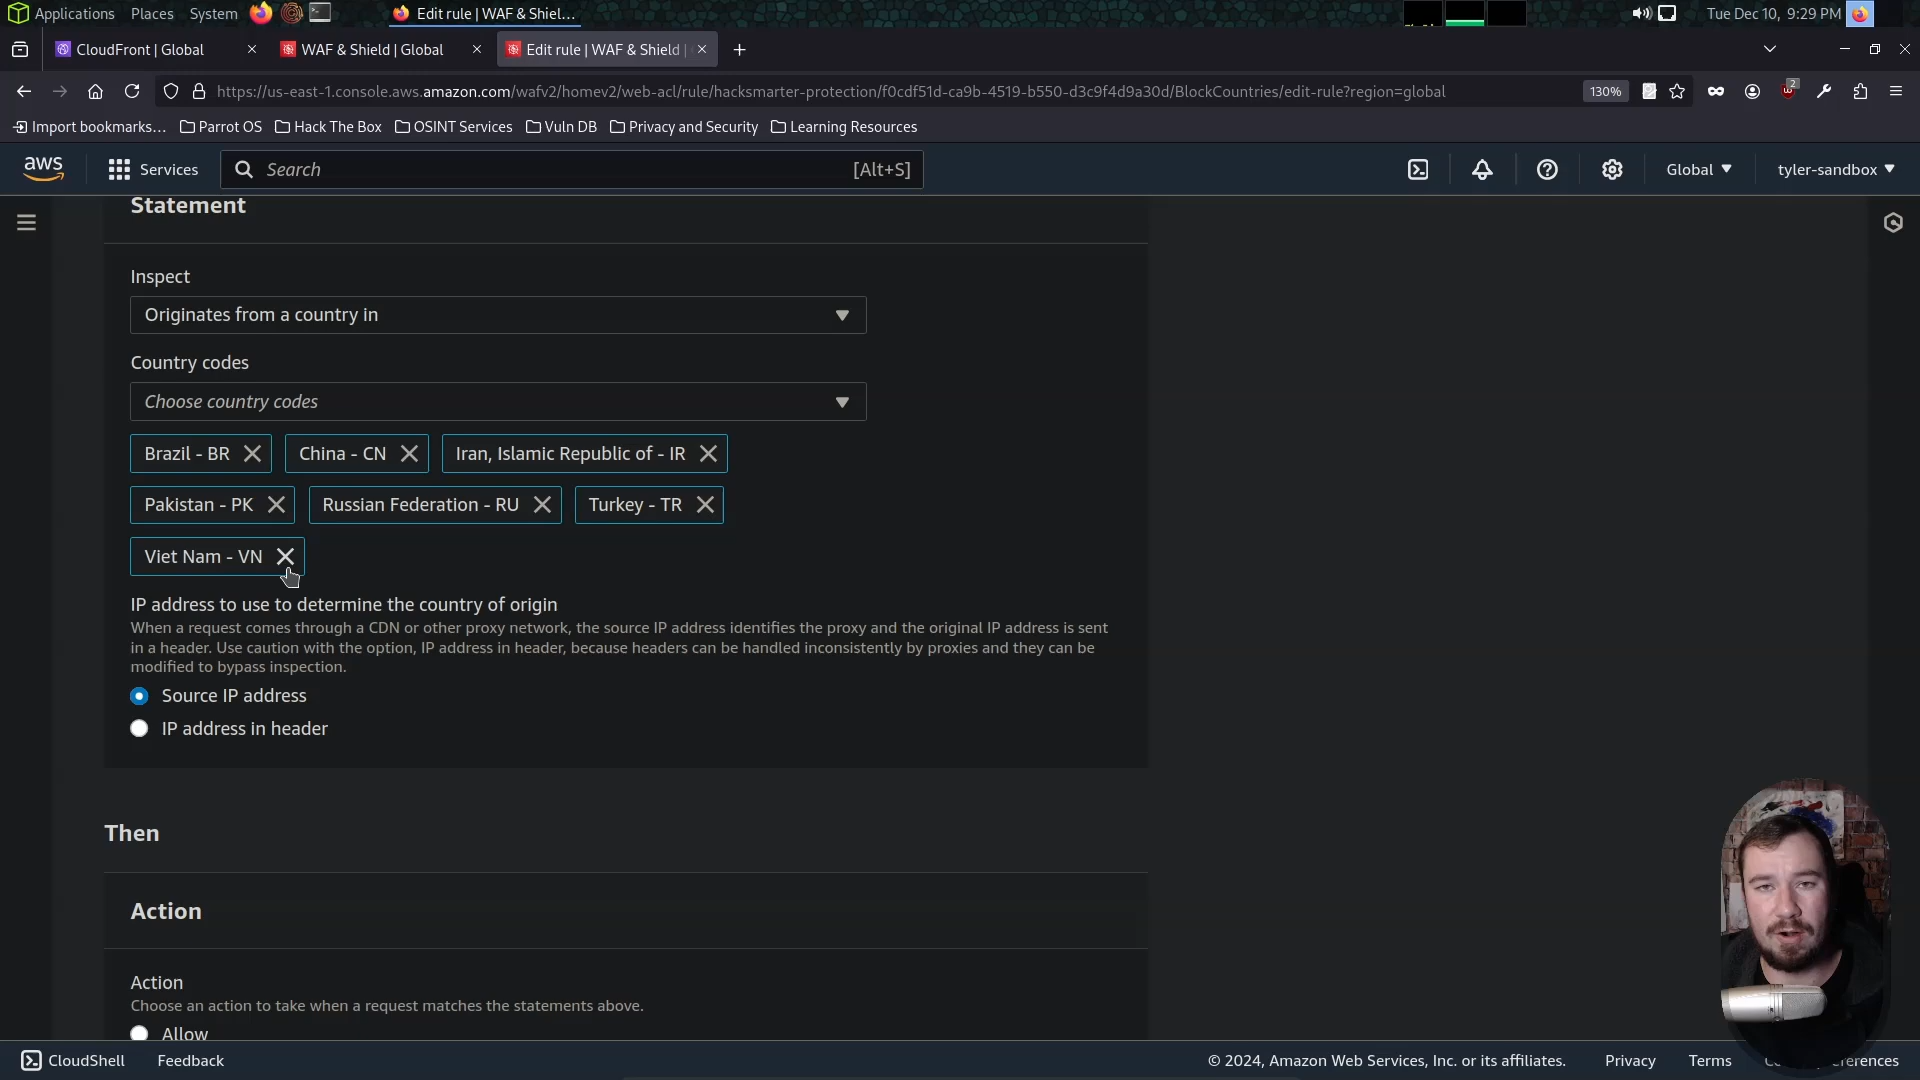 Applications Places System Edit rule | WAF & Shiel... Tue Dec 10, 9:29 PM
CloudFront | Global WAF & Shield | Global Edit rule | WAF & Shield |
https://us-east-1.console.aws.amazon.com/wafv2/homev2/web-acl/rule/hacksmarter-protection/f0cdf51d-ca9b-4519-b550-d3c9f4d9a30d/BlockCountries/edit-rule?region=global 130% 2
Import bookmarks... Parrot OS Hack The Box OSINT Services Vuln DB Privacy and Security Learning Resources
aws Services Search [Alt+S] Global tyler-sandbox
Statement
Inspect
Originates from a country in
Country codes
Choose country codes
Brazil - BR China - CN Iran, Islamic Republic of - IR
Pakistan - PK Russian Federation - RU Turkey - TR
Viet Nam - VN
IP address to use to determine the country of origin
When a request comes through a CDN or other proxy network, the source IP address identifies the proxy and the original IP address is sent
in a header. Use caution with the option, IP address in header, because headers can be handled inconsistently by proxies and they can be
modified to bypass inspection.
Source IP address
IP address in header
Then
Action
Action
Choose an action to take when a request matches the statements above.
Allow
CloudShell Feedback © 2024, Amazon Web Services, Inc. or its affiliates. Privacy Terms